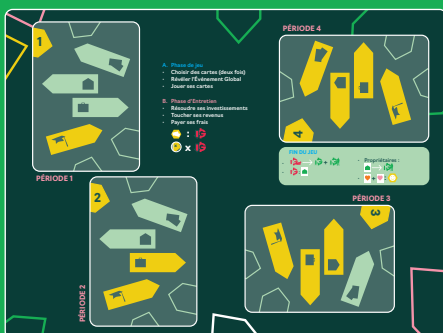 1
PÉRIODE 1
A. Phase de jeu
• Choisir des cartes (deux fois)
• Révéler l'Événement Global
• Jouer ses cartes
B. Phase d'Entretien
• Résoudre ses investissements
• Toucher ses revenus
• Payer ses frais
:
x
2
PÉRIODE 2
PÉRIODE 4
4
FIN DU JEU
• Propriétaires :
PÉRIODE 3
3